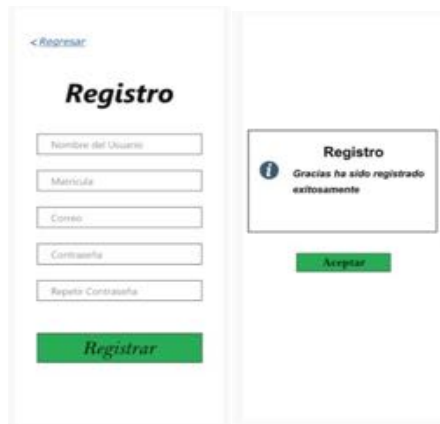 < Regresar
Registro
Nombre del Usuario
Matricula
Correo
Contraseña
Repetir Contraseña
Registrar
Registro
Gracias ha sido registrado
exitosamente
Aceptar